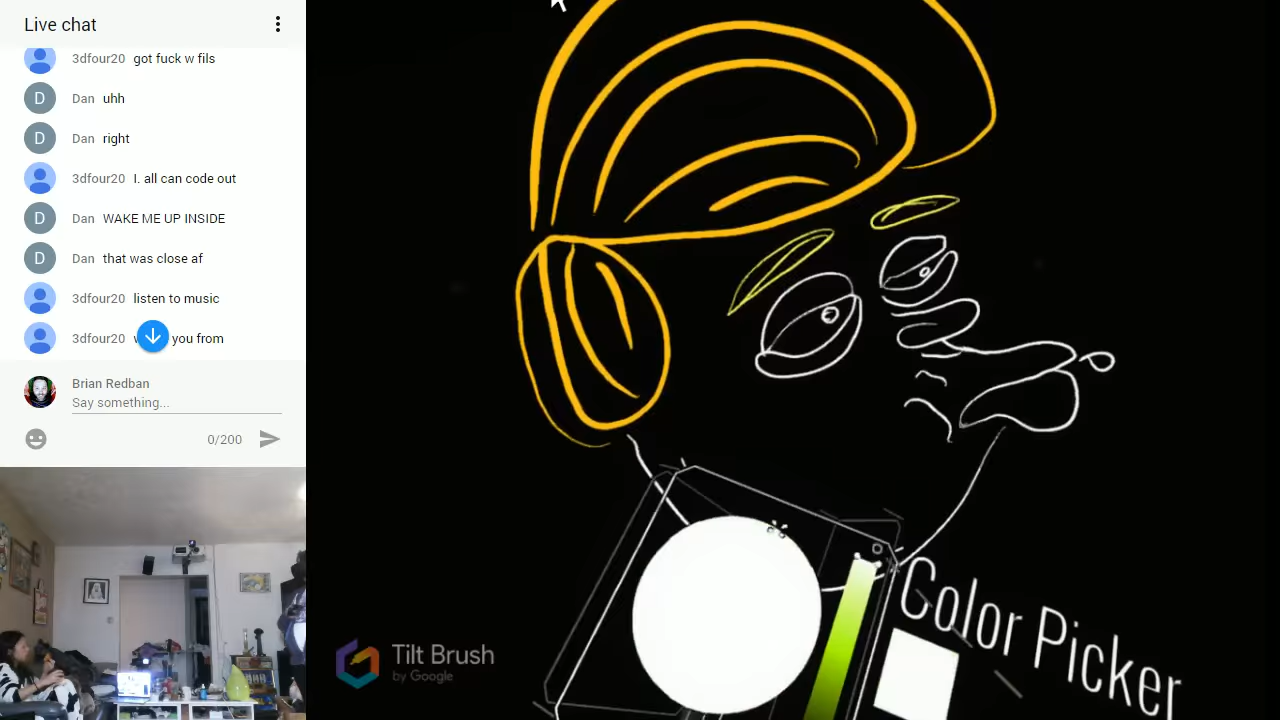 Live chat
3dfour20 got fuck w fils
D Dan uhh
D Dan right
3dfour20 I. all can code out
D Dan WAKE ME UP INSIDE
D Dan that was close af
3dfour20 listen to music
3dfour20 you from
Brian Redban
Say something...
0/200
Color Picker
Tilt Brush
by Google